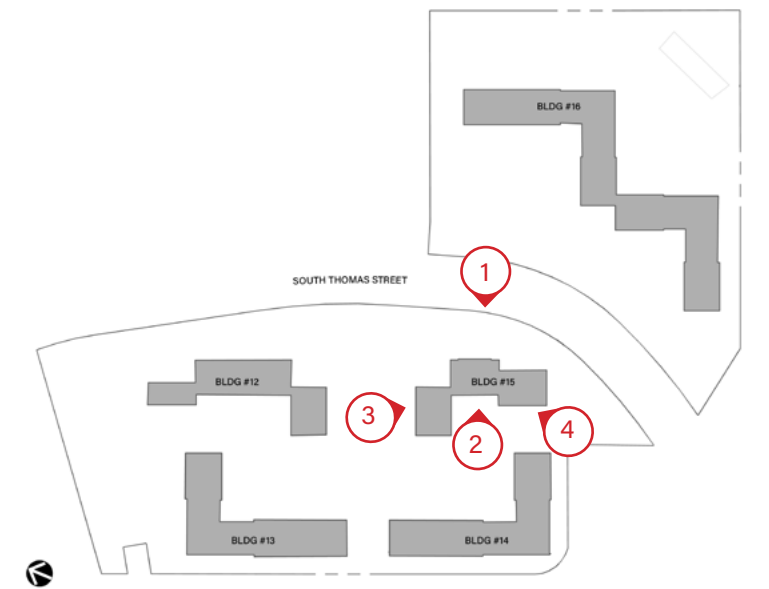 BLDG #16
1
SOUTH THOMAS STREET
BLDG #12
BLDG #15
3
2
4
BLDG #13
BLDG #14